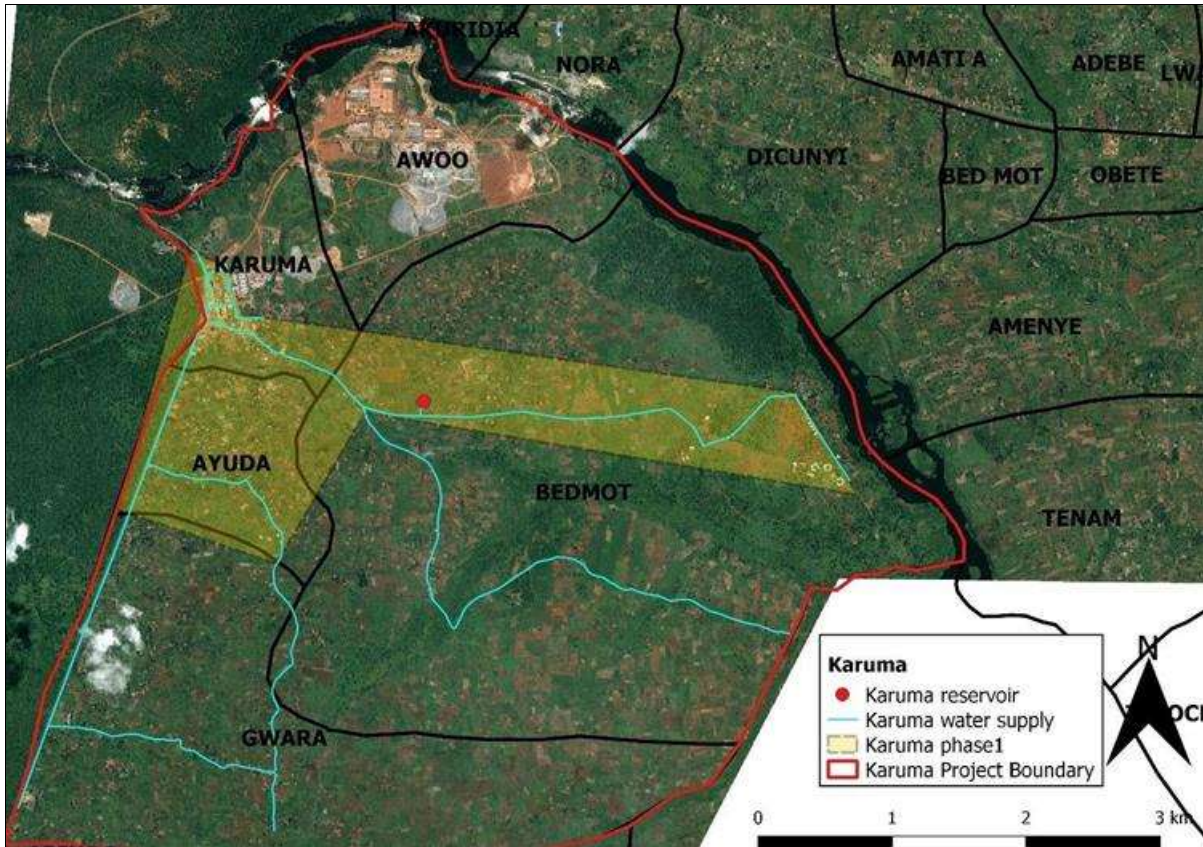 AKURIDIA
NORA
AMATI A
ADEBE
AWOO
DICUNYI
BED MOT
OBETE
KARUMA
AMENYE
AYUDA
BEDMOT
TENAM
GWARA
N
Karuma
Karuma reservoir
Karuma water supply
Karuma phase1
Karuma Project Boundary
0 1 2 3 km